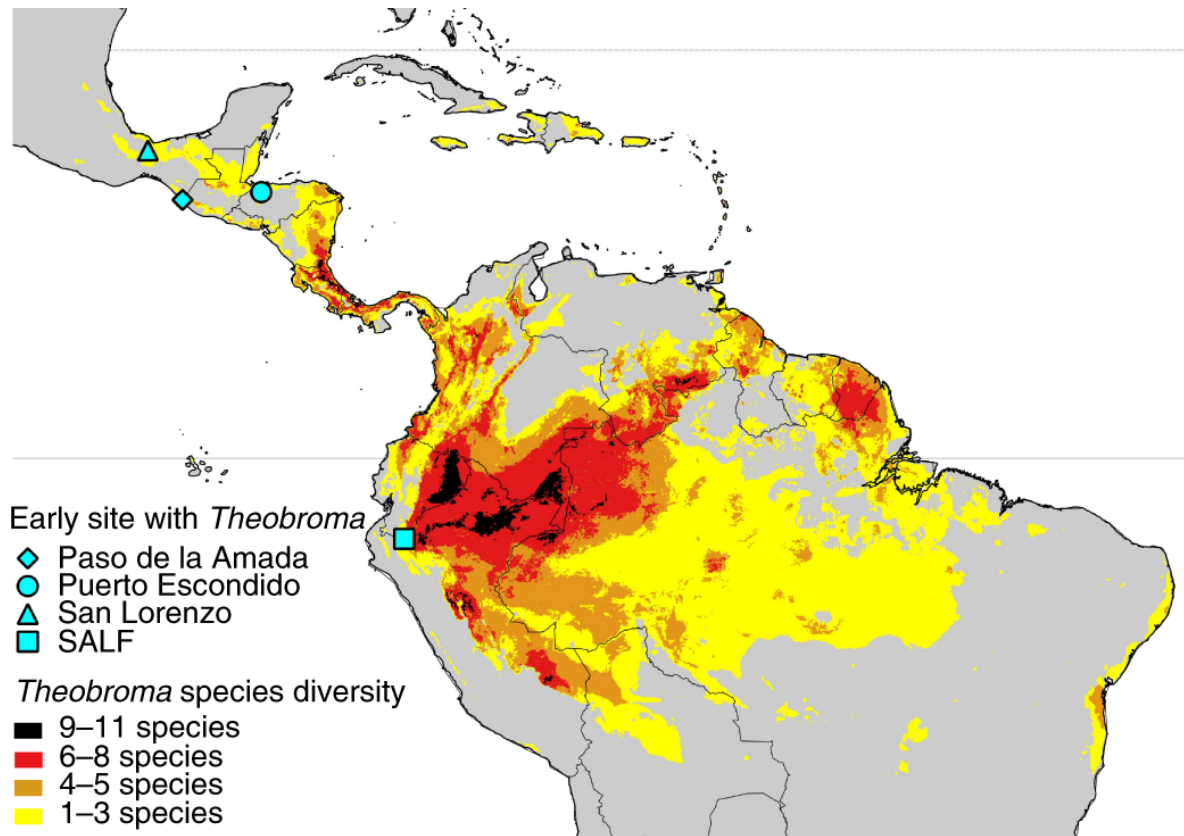 Early site with Theobroma
Paso de la Amada
Puerto Escondido
San Lorenzo
SALF
Theobroma species diversity
9–11 species
6–8 species
4–5 species
1–3 species